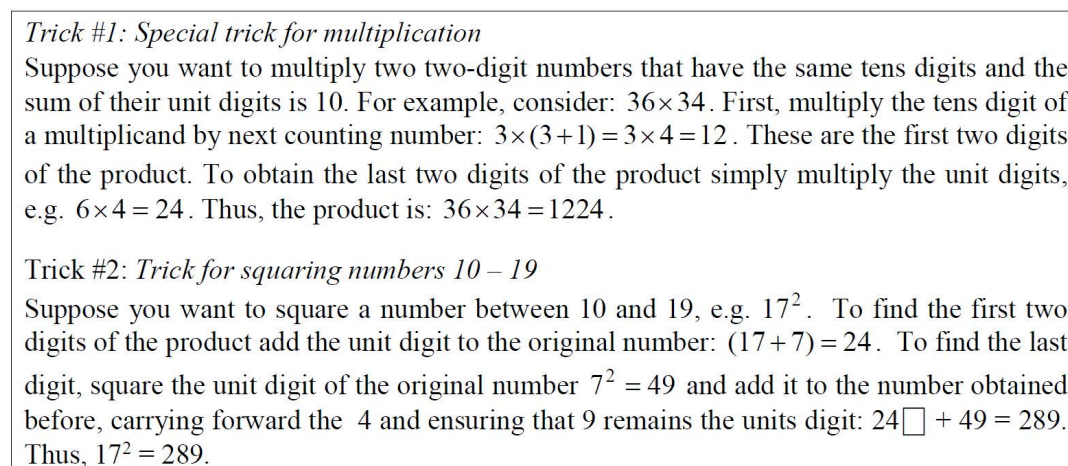 Trick #1: Special trick for multiplication
Suppose you want to multiply two two-digit numbers that have the same tens digits and the
sum of their unit digits is 10. For example, consider: 36×34. First, multiply the tens digit of
a multiplicand by next counting number: 3×(3+1)=3×4=12. These are the first two digits
of the product. To obtain the last two digits of the product simply multiply the unit digits,
e.g. 6×4=24. Thus, the product is: 36×34=1224.
Trick #2: Trick for squaring numbers 10 – 19
Suppose you want to square a number between 10 and 19, e.g. 17². To find the first two
digits of the product add the unit digit to the original number: (17+7)=24. To find the last
digit, square the unit digit of the original number 7² = 49 and add it to the number obtained
before, carrying forward the 4 and ensuring that 9 remains the units digit: 24□ + 49 = 289.
Thus, 17² = 289.